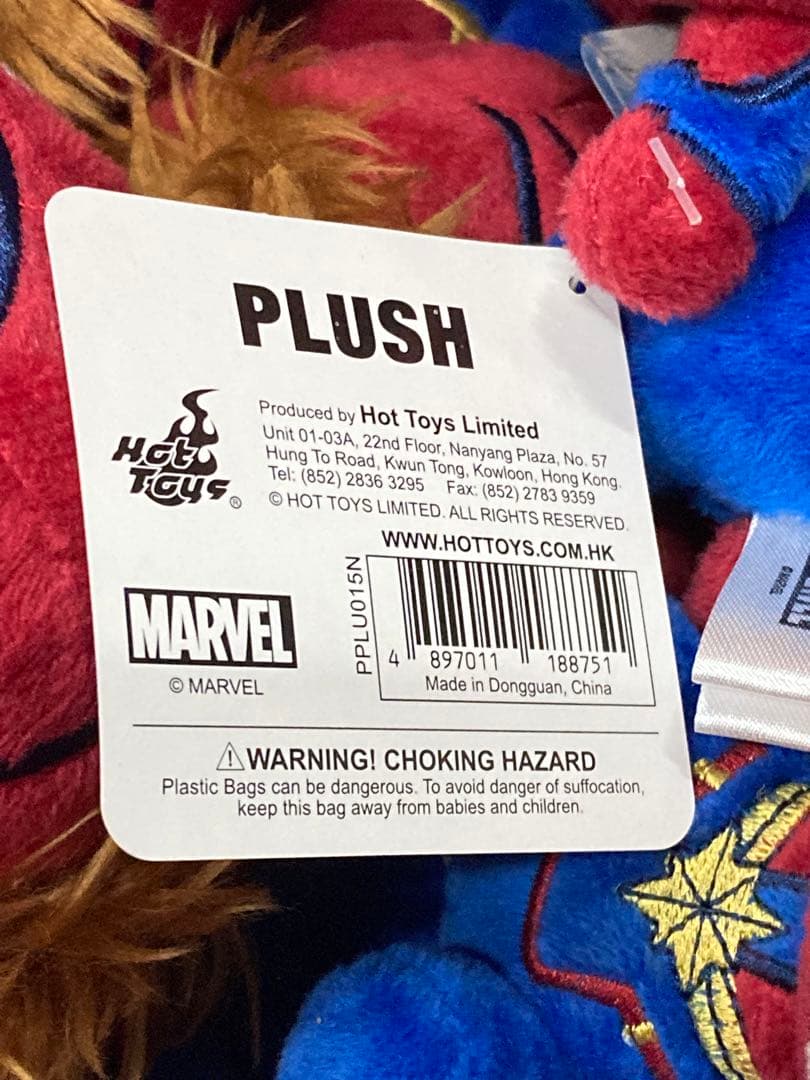 PLUSH
Hot Toys ®
Produced by Hot Toys Limited
Unit 01-03A, 22nd Floor, Nanyang Plaza, No. 57
Hung To Road, Kwun Tong, Kowloon, Hong Kong.
Tel: (852) 2836 3295 Fax: (852) 2783 9359
© HOT TOYS LIMITED. ALL RIGHTS RESERVED.
WWW.HOTTOYS.COM.HK
PPLU015N
4 897011 188751
Made in Dongguan, China
MARVEL
© MARVEL
WARNING! CHOKING HAZARD
Plastic Bags can be dangerous. To avoid danger of suffocation,
keep this bag away from babies and children.